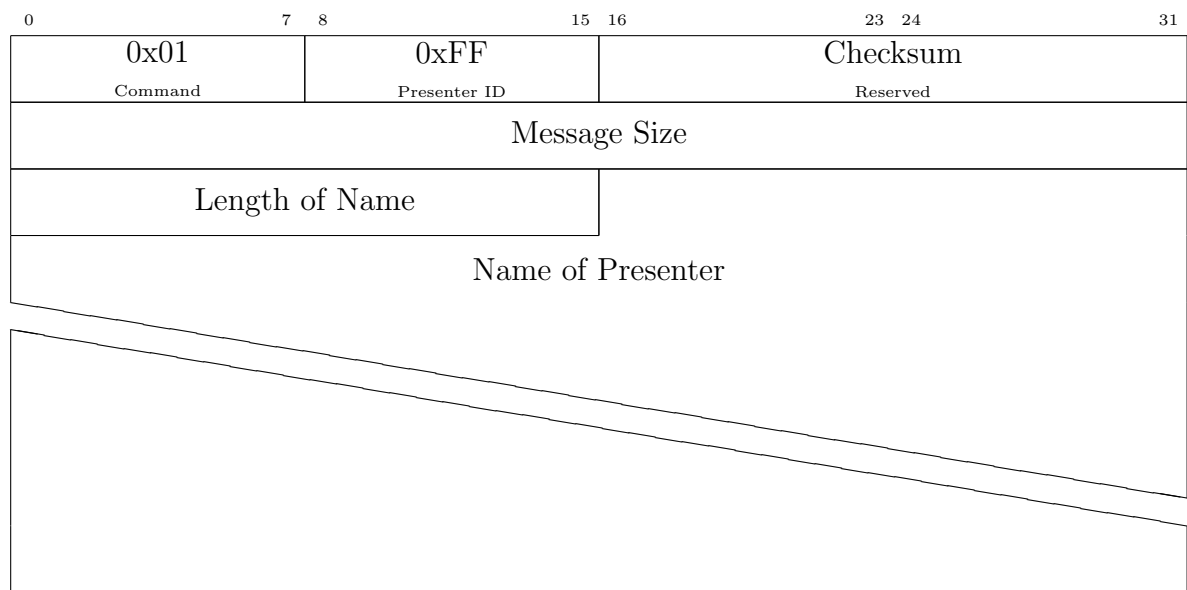 0 7 8 15 16 23 24 31
0x01 0xFF Checksum
Command Presenter ID Reserved
Message Size
Length of Name
Name of Presenter